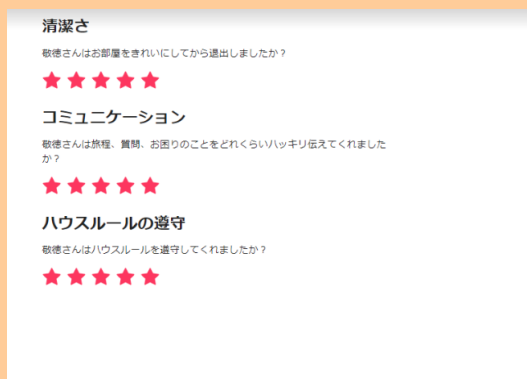 清潔さ
敬徳さんはお部屋をきれいにしてから退出しましたか？
コミュニケーション
敬徳さんは旅程、質問、お困りのことをどれくらいハッキリ伝えてくれました
か？
ハウスルールの遵守
敬徳さんはハウスルールを遵守してくれましたか？